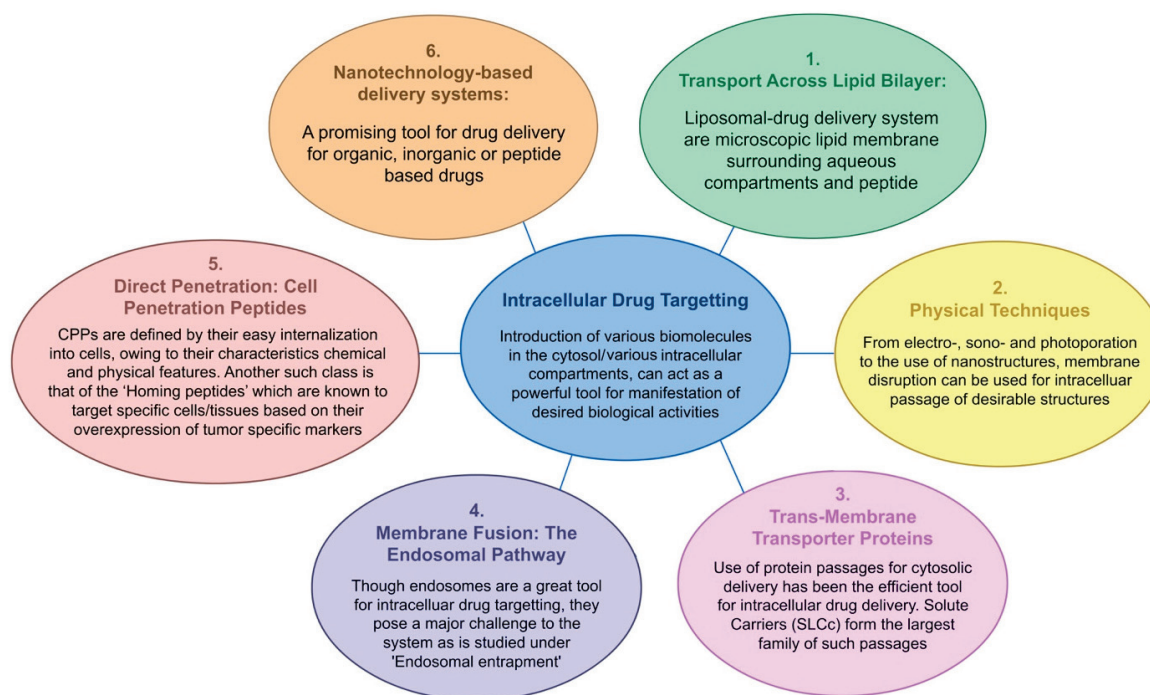 6.
Nanotechnology-based
delivery systems:
A promising tool for drug delivery
for organic, inorganic or peptide
based drugs
1.
Transport Across Lipid Bilayer:
Liposomal-drug delivery system
are microscopic lipid membrane
surrounding aqueous
compartments and peptide
5.
Direct Penetration: Cell
Penetration Peptides
CPPs are defined by their easy internalization
into cells, owing to their characteristics chemical
and physical features. Another such class is
that of the ‘Homing peptides’ which are known to
target specific cells/tissues based on their
overexpression of tumor specific markers
Intracellular Drug Targetting
Introduction of various biomolecules
in the cytosol/various intracellular
compartments, can act as a
powerful tool for manifestation of
desired biological activities
2.
Physical Techniques
From electro-, sono- and photoporation
to the use of nanostructures, membrane
disruption can be used for intracelluar
passage of desirable structures
4.
Membrane Fusion: The
Endosomal Pathway
Though endosomes are a great tool
for intracelluar drug targetting, they
pose a major challenge to the
system as is studied under
'Endosomal entrapment'
3.
Trans-Membrane
Transporter Proteins
Use of protein passages for cytosolic
delivery has been the efficient tool
for intracellular drug delivery. Solute
Carriers (SLCc) form the largest
family of such passages